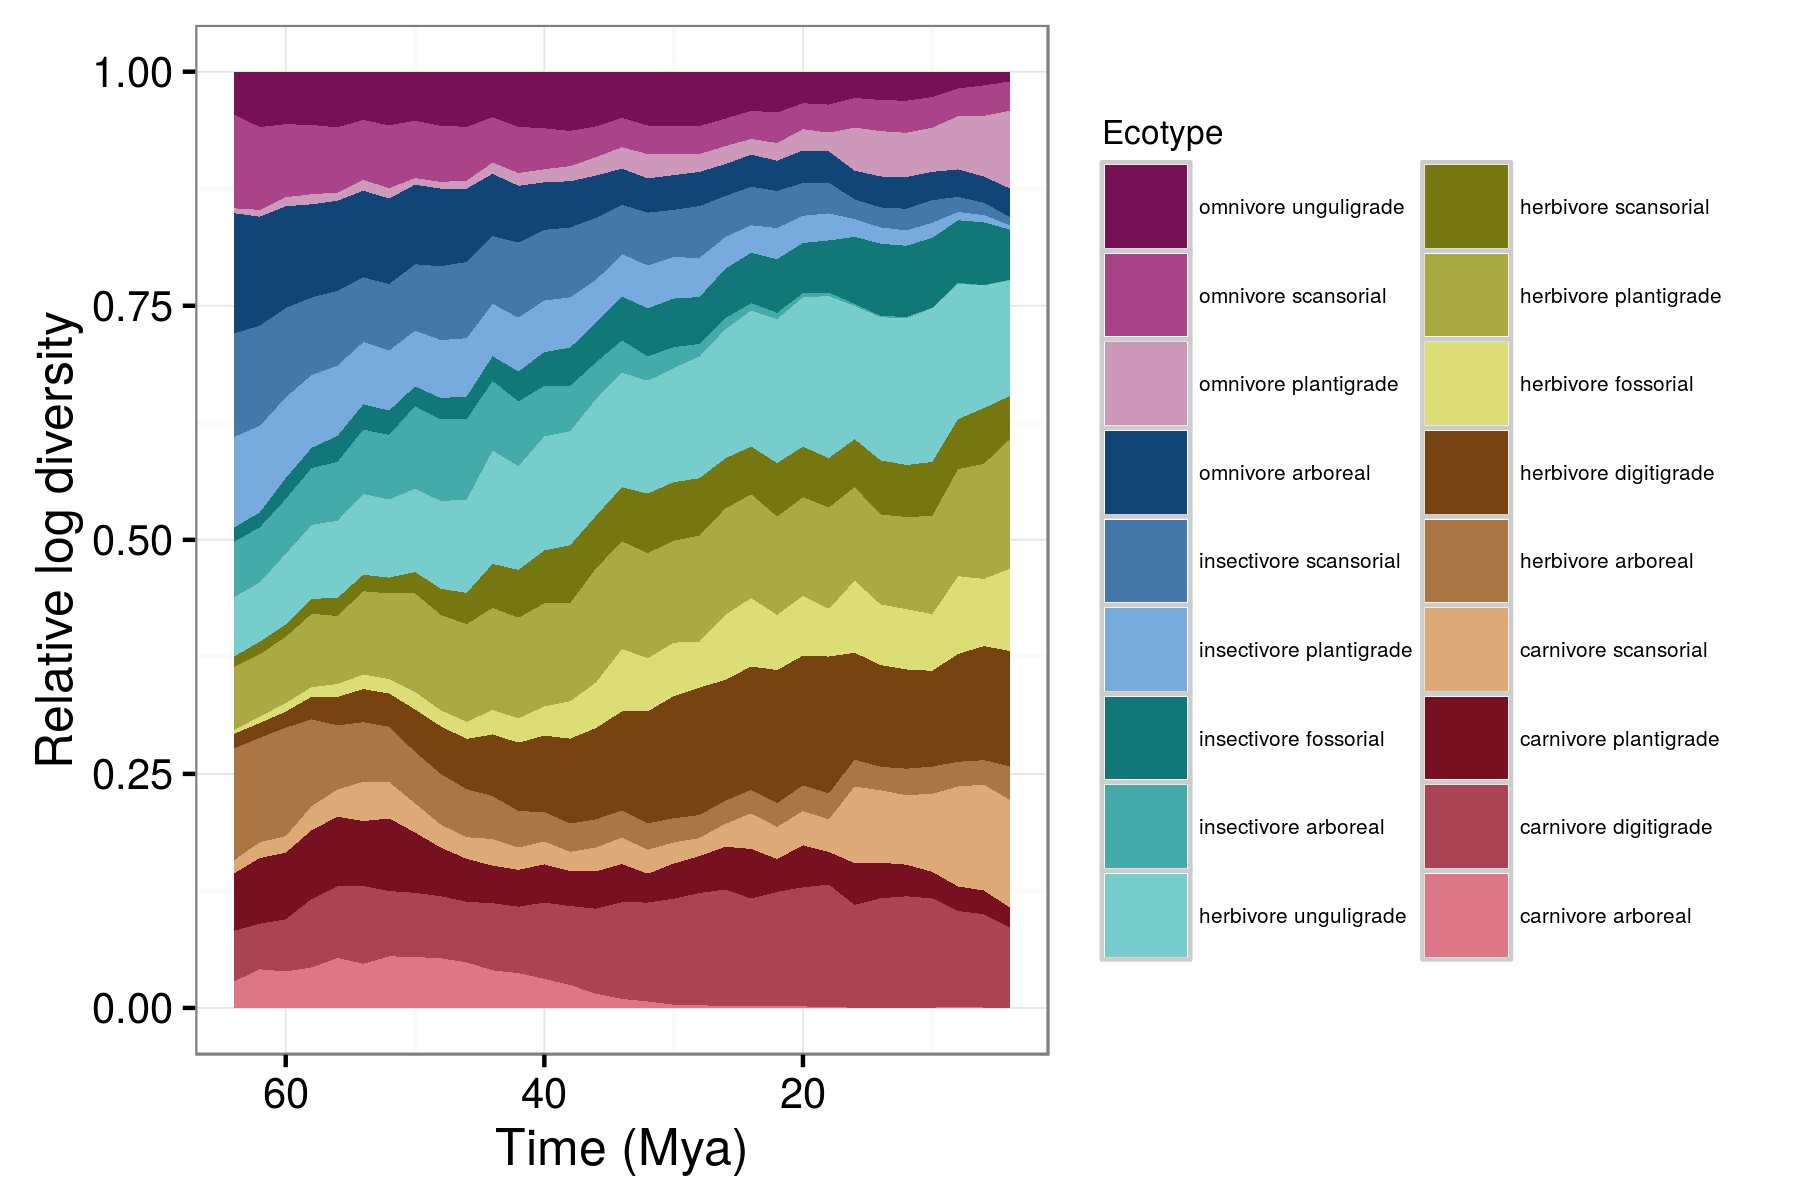 1.00
0.75
0.50
0.25
0.00
Relative log diversity
60
40
20
Time (Mya)
Ecotype
omnivore unguligrade
omnivore scansorial
omnivore plantigrade
omnivore arboreal
insectivore scansorial
insectivore plantigrade
insectivore fossorial
insectivore arboreal
herbivore unguligrade
herbivore scansorial
herbivore plantigrade
herbivore fossorial
herbivore digitigrade
herbivore arboreal
carnivore scansorial
carnivore plantigrade
carnivore digitigrade
carnivore arboreal